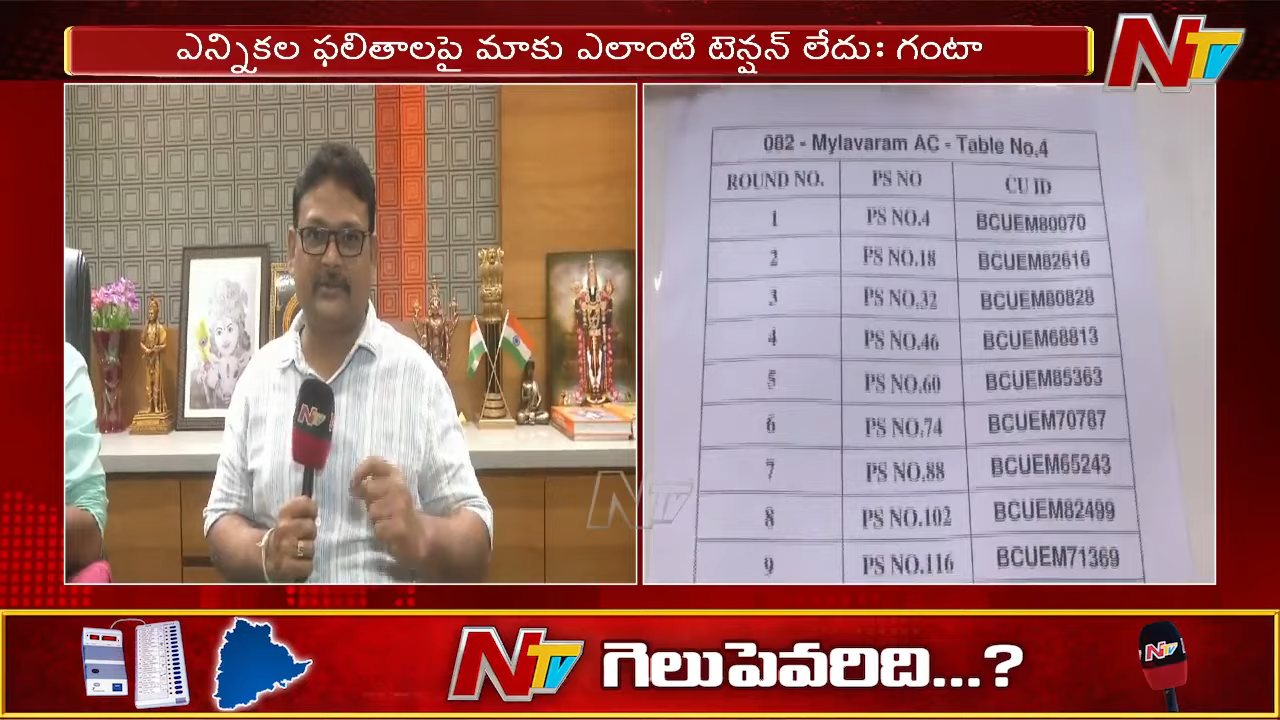 ఎన్నికల ఫలితాలపై మాకు ఎలాంటి టెన్షన్ లేదు: గంటా
NTV
082 - Mylavaram AC - Table No.4
ROUND NO. PS NO CU ID
1 PS NO.4 BCUEM80070
2 PS NO.18 BCUEM82616
3 PS NO.32 BCUEM80828
4 PS NO.46 BCUEM68813
5 PS NO.60 BCUEM85363
6 PS NO.74 BCUEM70787
7 PS NO.88 BCUEM65243
8 PS NO.102 BCUEM82499
9 PS NO.116 BCUEM71369
NTV
NTV
NTV గెలుపెవరిది...?